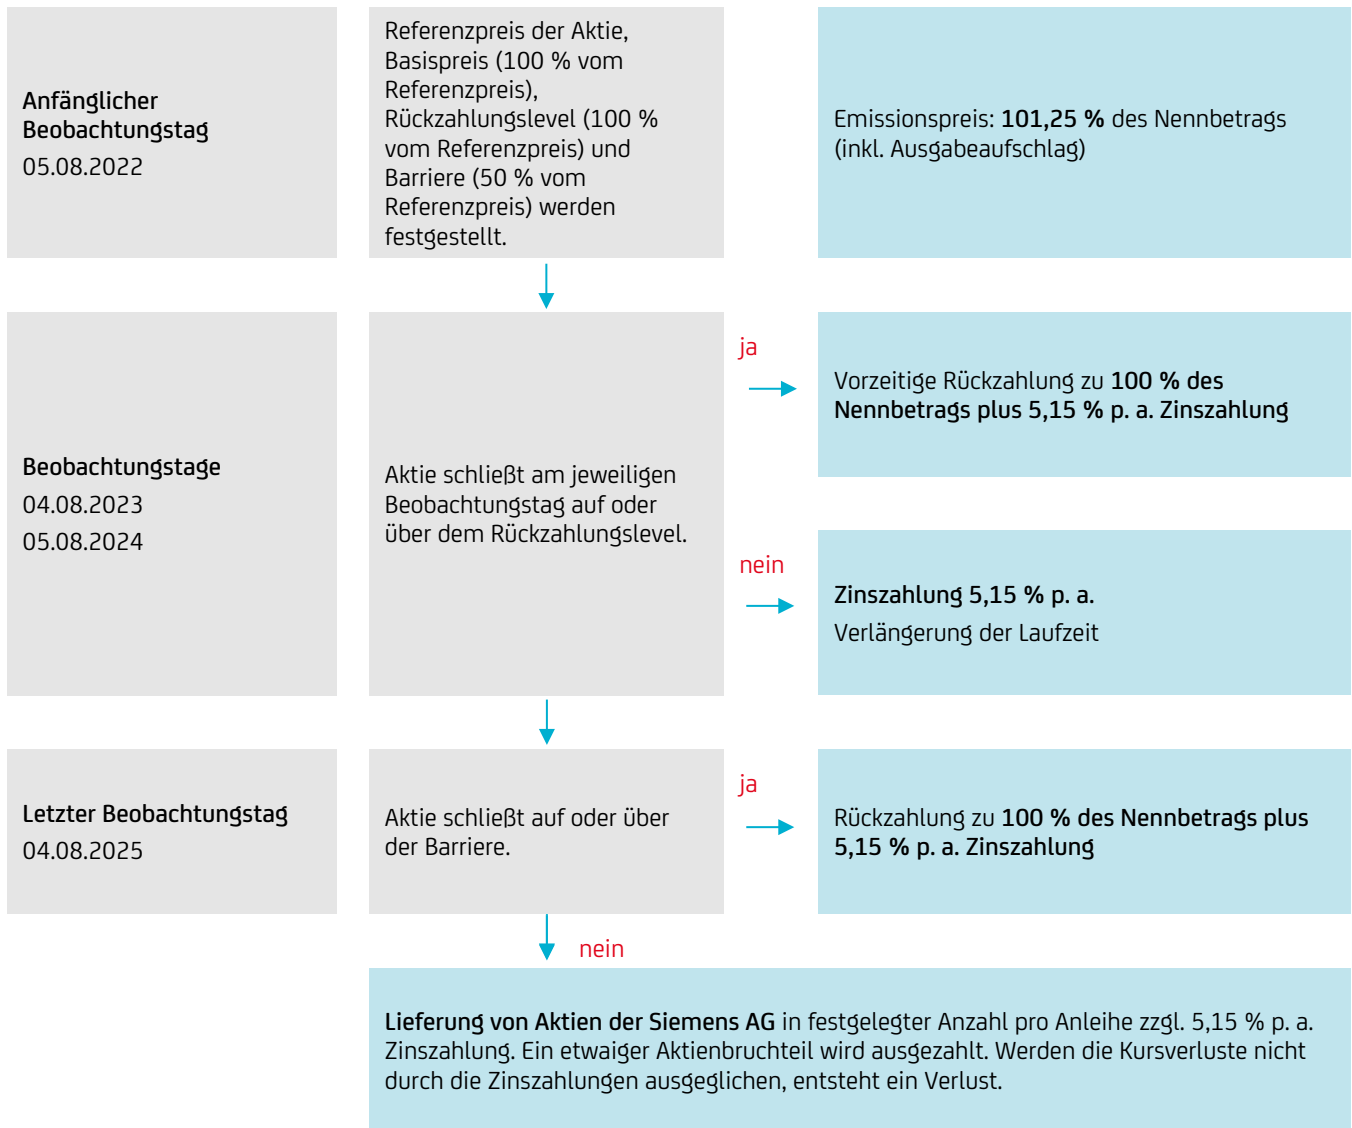 Anfänglicher
Beobachtungstag
05.08.2022
Referenzpreis der Aktie,
Basispreis (100 % vom
Referenzpreis),
Rückzahlungslevel (100 %
vom Referenzpreis) und
Barriere (50 % vom
Referenzpreis) werden
festgestellt.
Emissionspreis: 101,25 % des Nennbetrags
(inkl. Ausgabeaufschlag)
Beobachtungstage
04.08.2023
05.08.2024
Aktie schließt am jeweiligen
Beobachtungstag auf oder
über dem Rückzahlungslevel.
ja
Vorzeitige Rückzahlung zu 100 % des
Nennbetrags plus 5,15 % p. a. Zinszahlung
nein
Zinszahlung 5,15 % p. a.
Verlängerung der Laufzeit
Letzter Beobachtungstag
04.08.2025
Aktie schließt auf oder über
der Barriere.
ja
Rückzahlung zu 100 % des Nennbetrags plus
5,15 % p. a. Zinszahlung
nein
Lieferung von Aktien der Siemens AG in festgelegter Anzahl pro Anleihe zzgl. 5,15 % p. a.
Zinszahlung. Ein etwaiger Aktienbruchteil wird ausgezahlt. Werden die Kursverluste nicht
durch die Zinszahlungen ausgeglichen, entsteht ein Verlust.